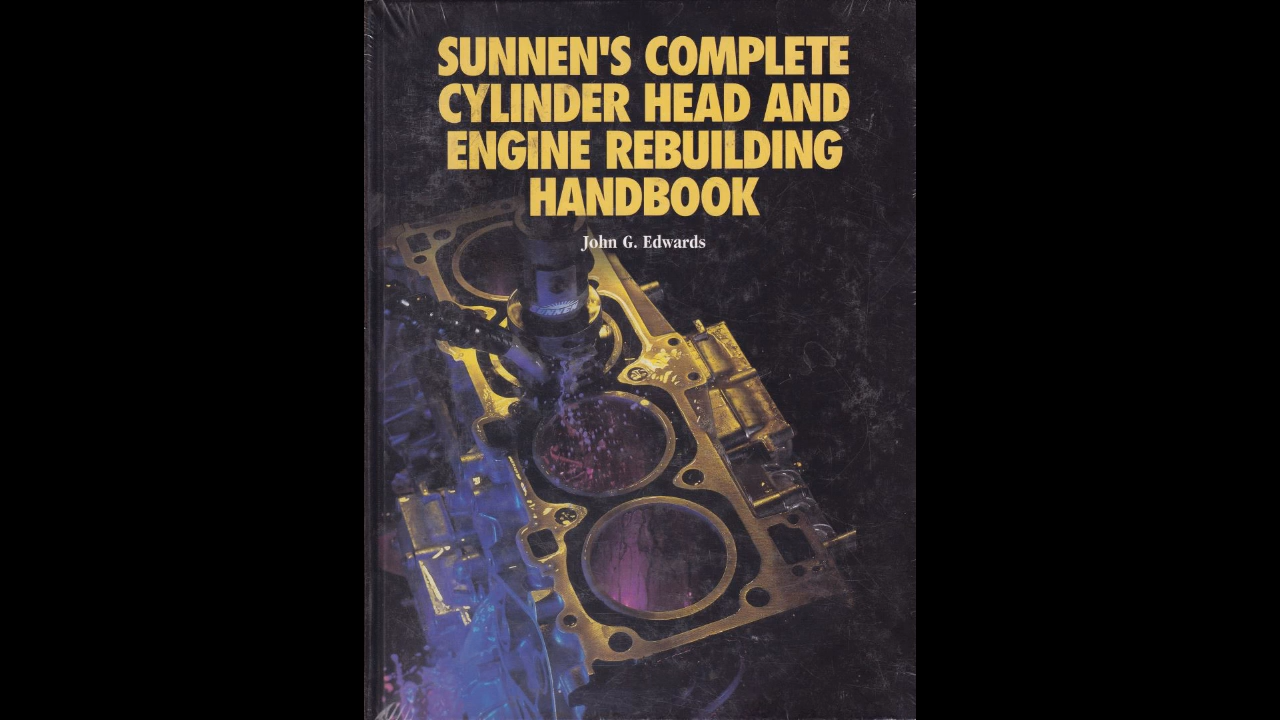 SUNNEN'S COMPLETE
CYLINDER HEAD AND
ENGINE REBUILDING
HANDBOOK
John G. Edwards